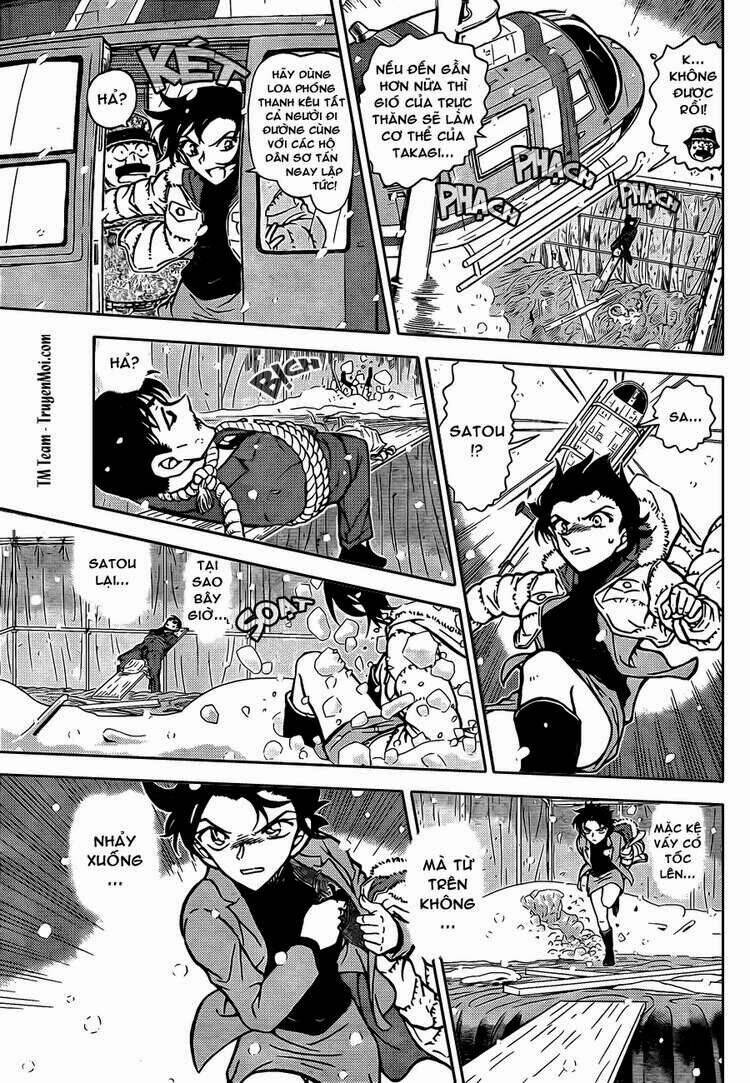 K...
KHÔNG
ĐƯỢC
RỒI!
NẾU ĐẾN GẦN
HƠN NỮA THÌ
GIÓ CỦA TRỰC
THĂNG SẼ LÀM
CƠ THỂ CỦA
TAKAGI...
PHẠCH
PHẠCH
PHẠCH
HÃY DÙNG
LOA PHÓNG
THANH KÊU TẤT
CẢ NGƯỜI ĐI
ĐƯỜNG CÙNG
VỚI CÁC HỘ
DÂN SƠ TÁN
NGAY LẬP
TỨC!
KÉT
HẢ?
SA...
SATOU
!?
BỊCH
HẢ?
TM Team - TruyenMoi.com
SOẠT
TẠI
SAO
BÂY
GIỜ...
SATOU
LẠI...
MẶC KỆ
VÁY CÓ
TỐC
LÊN...
MÀ TỪ
TRÊN
KHÔNG
...
NHẢY
XUỐNG
...